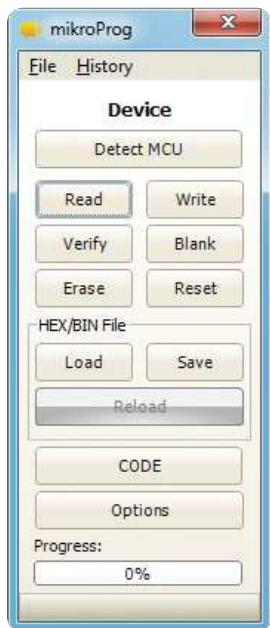 mikroProg
File History
Device
Detect MCU
Read Write
Verify Blank
Erase Reset
HEX/BIN File
Load Save
Reload
CODE
Options
Progress:
0%